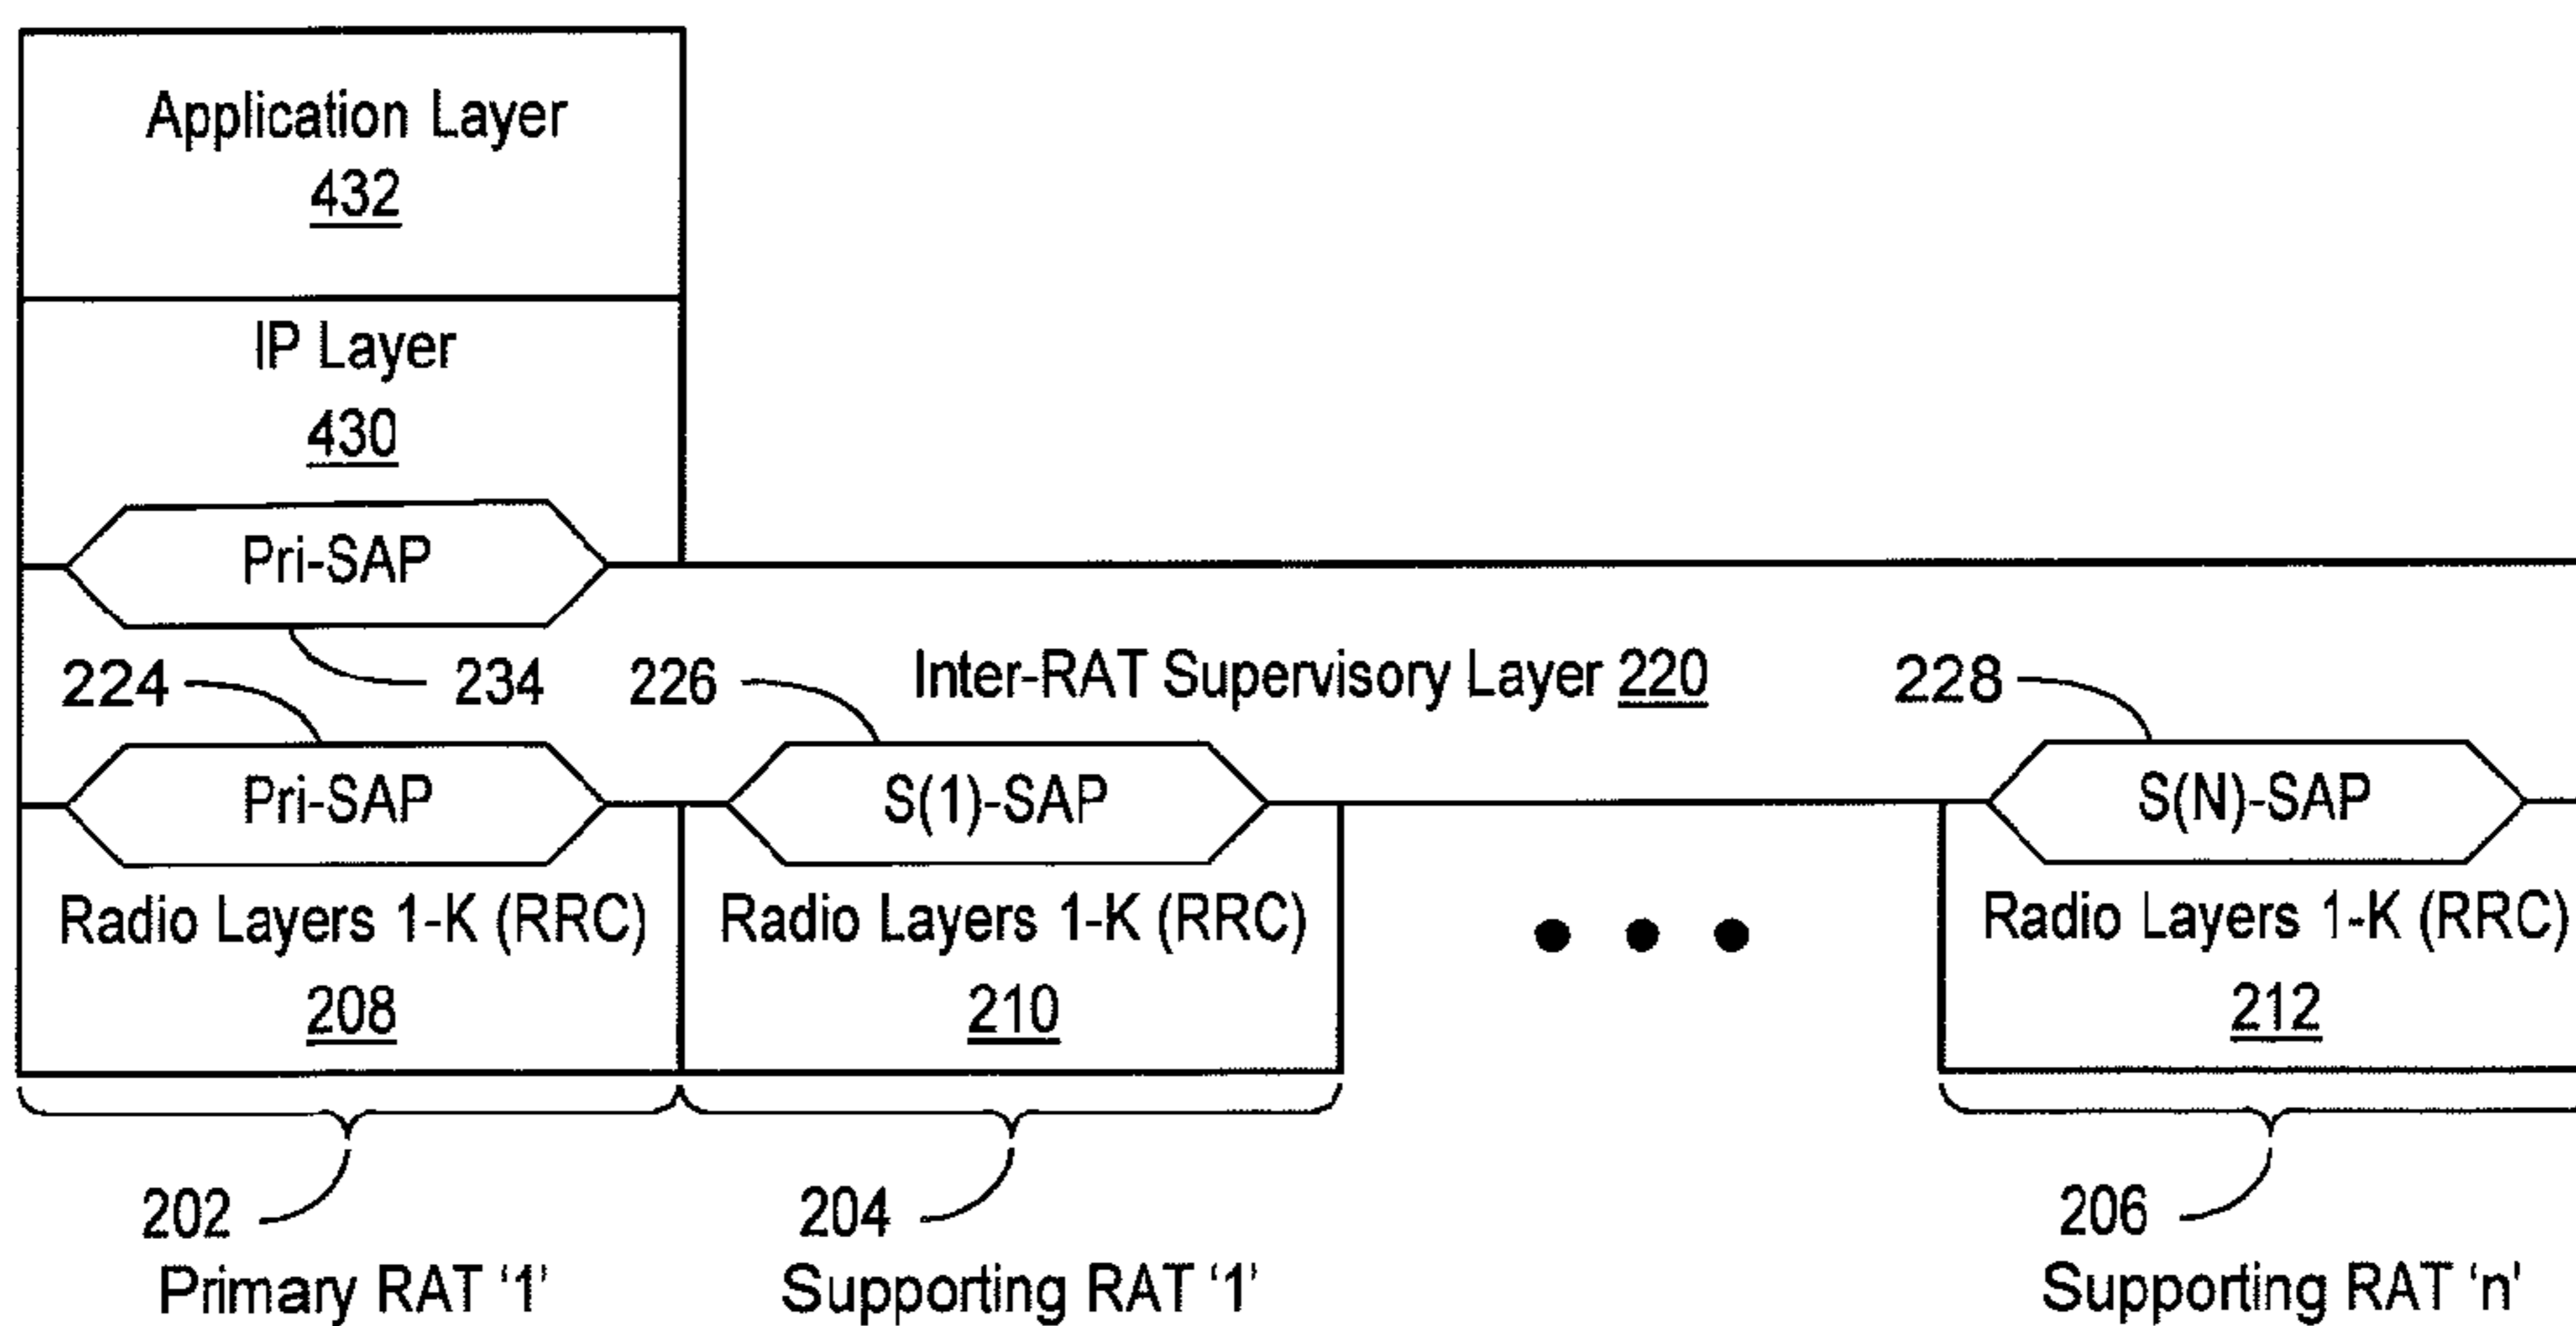 Application Layer
432
IP Layer
430
Pri-SAP
224
234
226
Inter-RAT Supervisory Layer 220
228
Pri-SAP
S(1)-SAP
S(N)-SAP
Radio Layers 1-K (RRC)
208
Radio Layers 1-K (RRC)
210
Radio Layers 1-K (RRC)
212
202
Primary RAT ‘1’
204
Supporting RAT ‘1’
206
Supporting RAT ‘n’